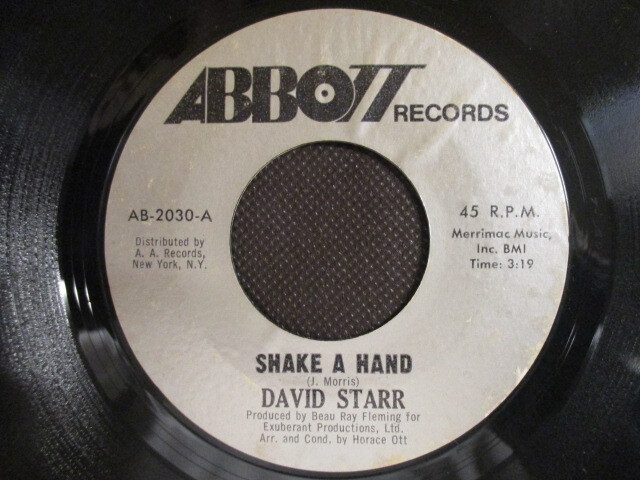 ABBOTT RECORDS
AB-2030-A
Distributed by
A. A. Records,
New York, N.Y.
45 R.P.M.
Merrimac Music,
Inc. BMI
Time: 3:19
SHAKE A HAND
(J. Morris)
DAVID STARR
Produced by Beau Ray Fleming for
Exuberant Productions, Ltd.
Arr. and Cond. by Horace Ott